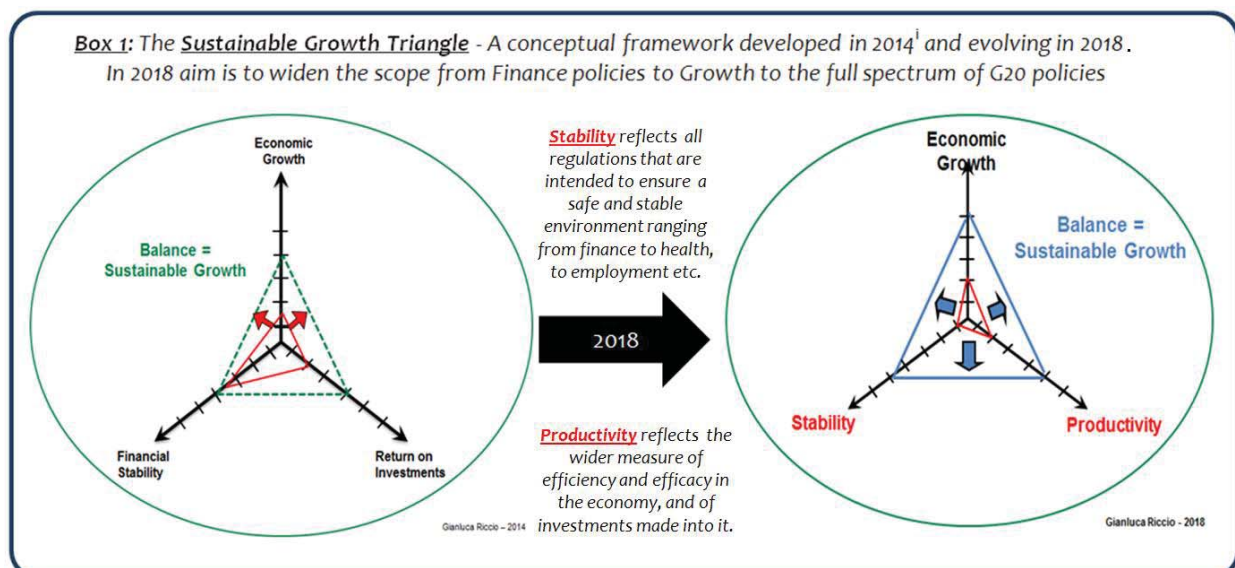 Box 1: The Sustainable Growth Triangle - A conceptual framework developed in 2014i and evolving in 2018.
In 2018 aim is to widen the scope from Finance policies to Growth to the full spectrum of G20 policies
Economic
Growth
Balance =
Sustainable Growth
Financial
Stability
Return on
Investments
Gianluca Riccio – 2014
Stability reflects all
regulations that are
intended to ensure a
safe and stable
environment ranging
from finance to health,
to employment etc.
2018
Productivity reflects the
wider measure of
efficiency and efficacy in
the economy, and of
investments made into it.
Economic
Growth
Balance =
Sustainable Growth
Stability
Productivity
Gianluca Riccio - 2018